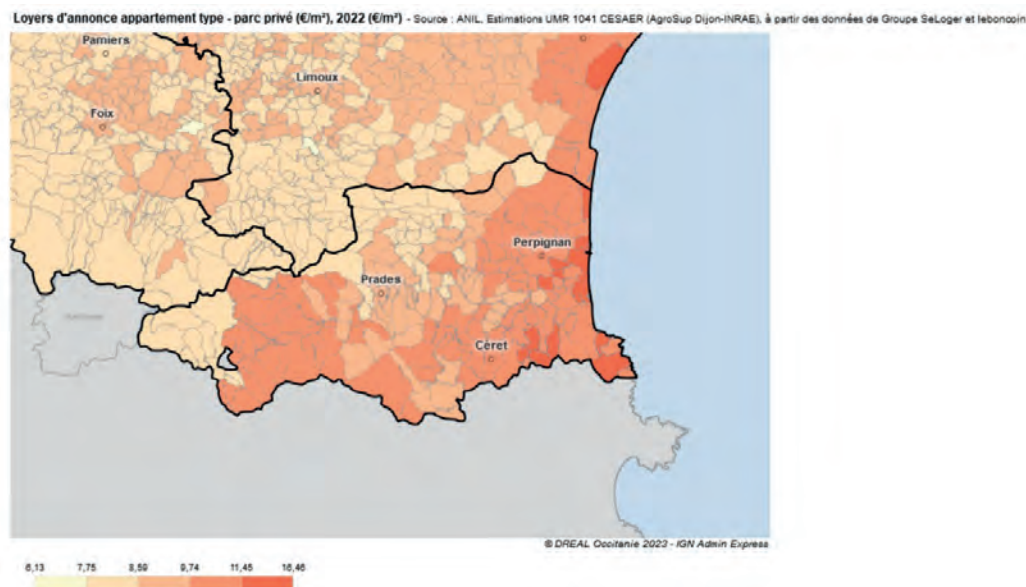 Loyers d'annonce appartement type - parc privé (€/m²), 2022 (€/m²) - Source : ANIL, Estimations UMR 1041 CESAER (AgroSup Dijon-INRAE), à partir des données de Groupe SeLoger et leboncoin
Pamiers
Limoux
Foix
Perpignan
Prades
Céret
© DREAL Occitanie 2023 - IGN Admin Express
6,13 7,75 8,59 9,74 11,45 16,46